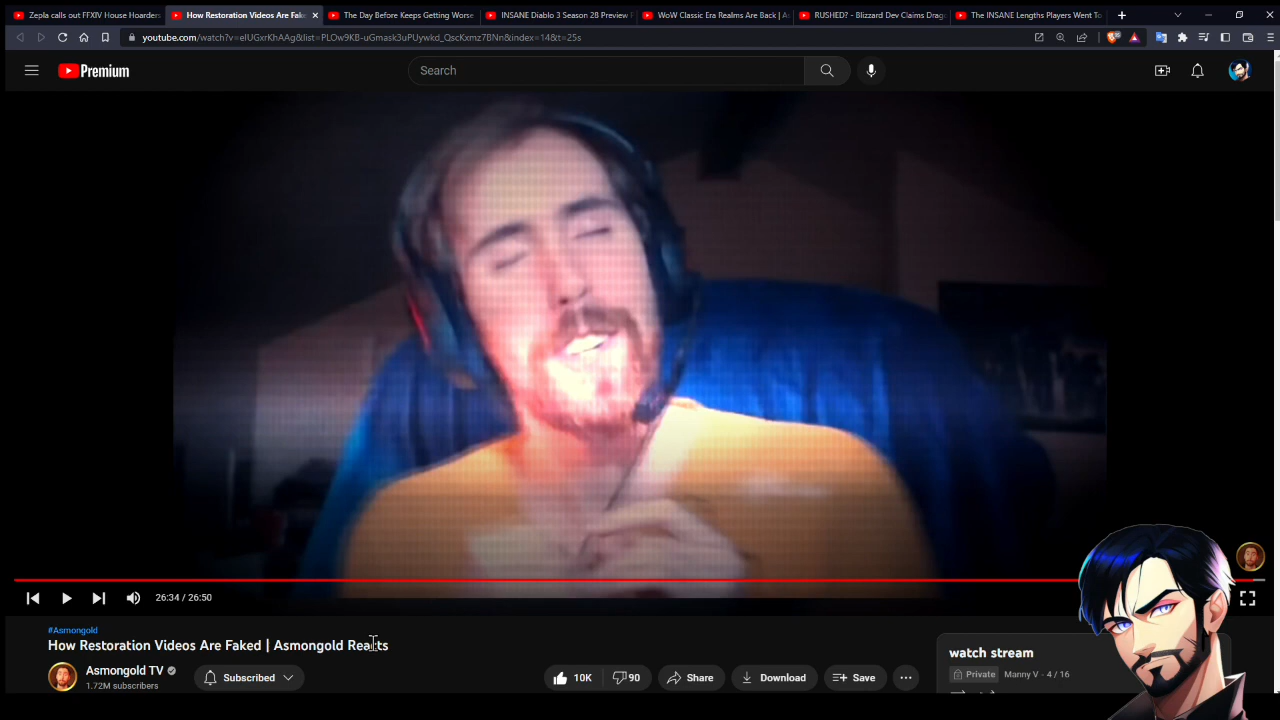 Zepla calls out FFXIV House Hoarders
How Restoration Videos Are Fak
The Day Before Keeps Getting Worse
INSANE Diablo 3 Season 28 Preview F
WoW Classic Era Realms Are Back | A
RUSHED? - Blizzard Dev Claims Drag
The INSANE Lengths Players Went To
youtube.com/watch?v=eIUGxrKhAAg&list=PLOw9KB-uGmask3uPUywkd_QscKxmz7BNn&index=14&t=25s
Premium
Search
26:34 / 26:50
#Asmongold
How Restoration Videos Are Faked | Asmongold Reacts
Asmongold TV
1.72M subscribers
Subscribed
10K
90
Share
Download
Save
watch stream
Private
Manny V - 4 / 16